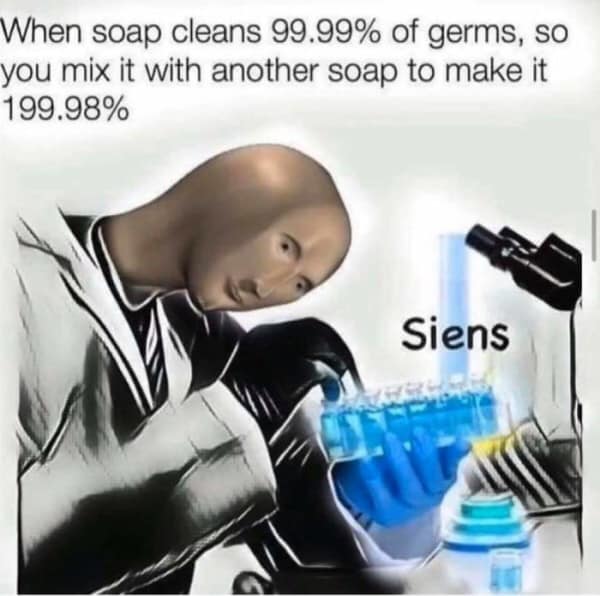 When soap cleans 99.99% of germs, so
you mix it with another soap to make it
199.98%
Siens